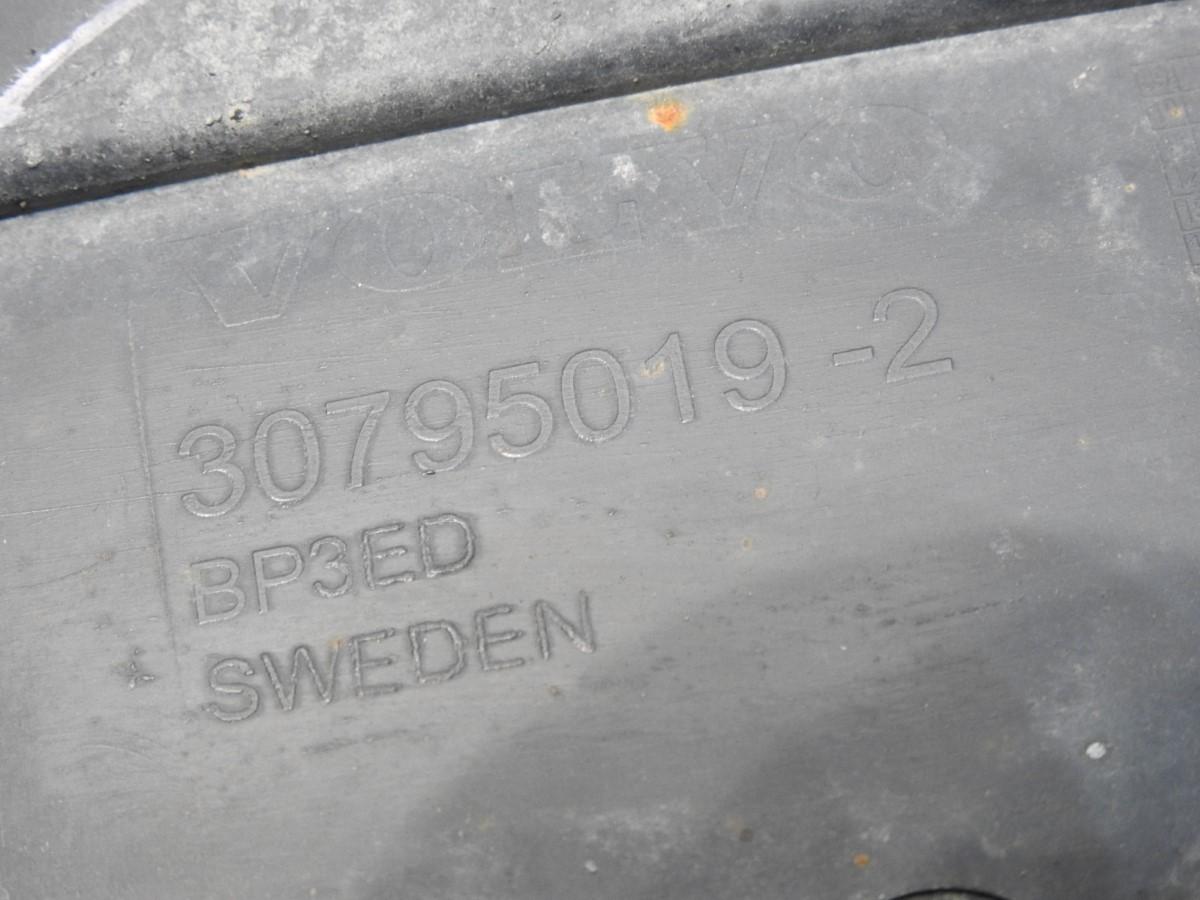 VOLVO
30795019 -2
BP3ED
SWEDEN